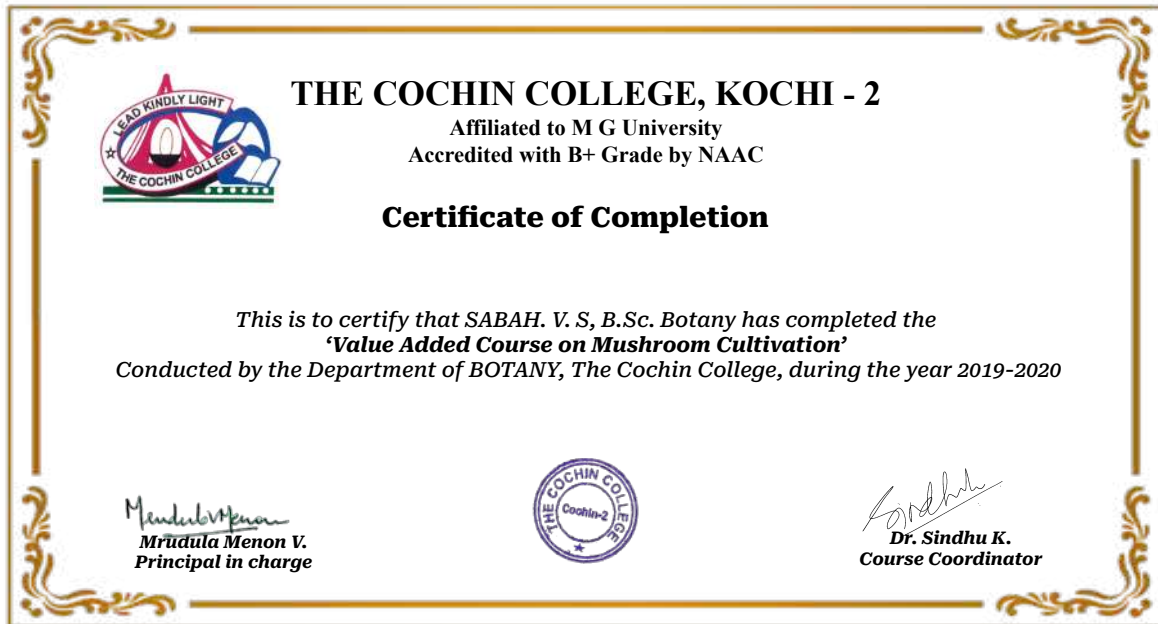 LEAD KINDLY LIGHT
THE COCHIN COLLEGE
THE COCHIN COLLEGE, KOCHI - 2
Affiliated to M G University
Accredited with B+ Grade by NAAC
Certificate of Completion
This is to certify that SABAH. V. S, B.Sc. Botany has completed the
‘Value Added Course on Mushroom Cultivation’
Conducted by the Department of BOTANY, The Cochin College, during the year 2019-2020
THE COCHIN COLLEGE
Cochin-2
Mrudula Menon V.
Principal in charge
Sindhu
Dr. Sindhu K.
Course Coordinator